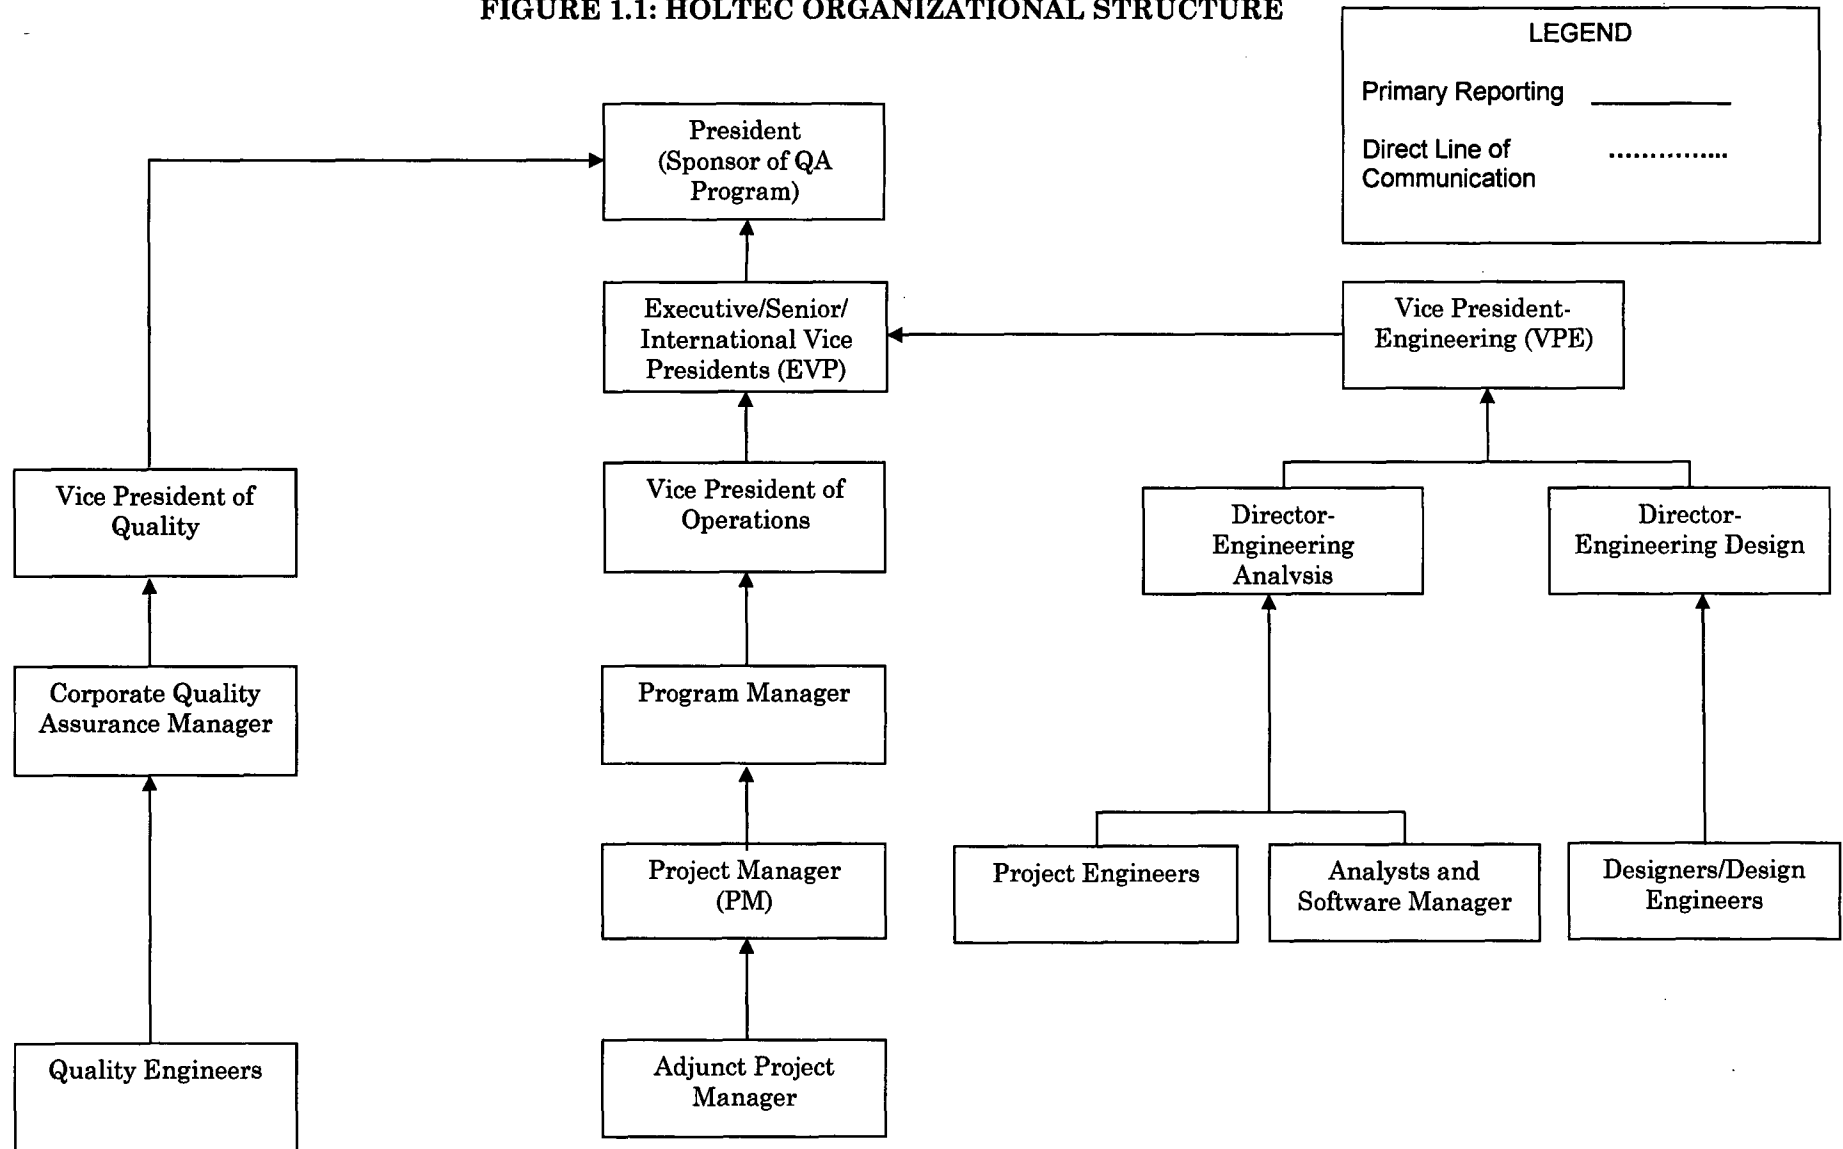 FIGURE 1.1: HOLTEC ORGANIZATIONAL STRUCTURE
LEGEND
Primary Reporting
Direct Line of
Communication
President
(Sponsor of QA
Program)
Executive/Senior/
International Vice
Presidents (EVP)
Vice President-
Engineering (VPE)
Vice President of
Quality
Vice President of
Operations
Director-
Engineering
Analysis
Director-
Engineering Design
Corporate Quality
Assurance Manager
Program Manager
Project Manager
(PM)
Project Engineers
Analysts and
Software Manager
Designers/Design
Engineers
Quality Engineers
Adjunct Project
Manager